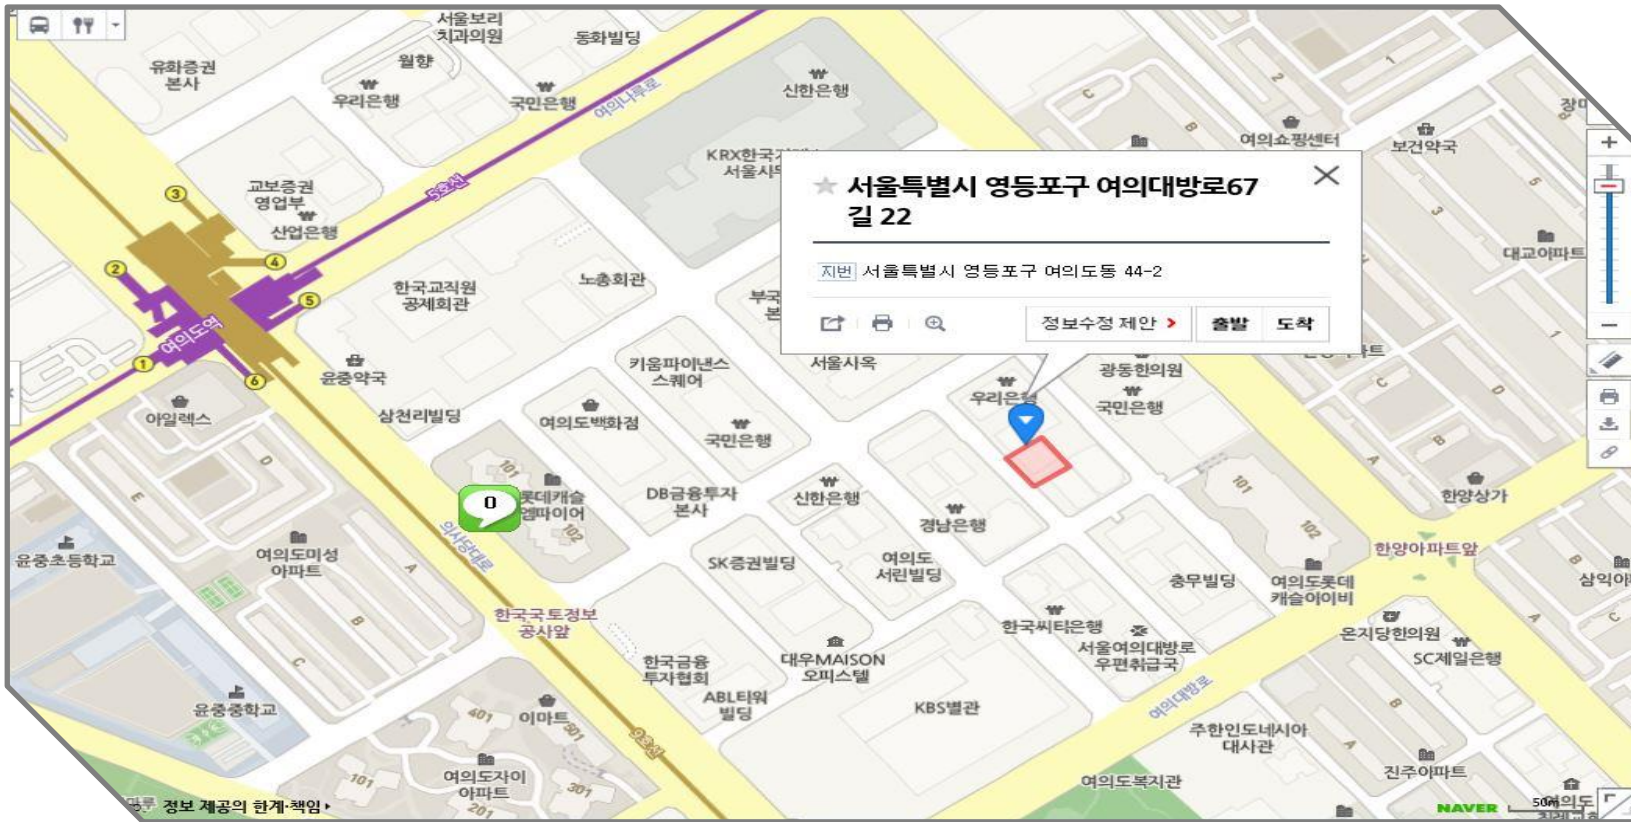 서울보리
치과의원
동화빌딩
월향
유화증권
본사
우리은행
국민은행
여의나루로
신한은행
여의쇼핑센터
보건약국
KRX한국
교보증권
영업부
산업은행
5호선
3
2
4
5
1
6
여의도역
서울특별시 영등포구 여의대방로67
길 22
지번 서울특별시 영등포구 여의도동 44-2
정보수정 제안
출발
도착
대교아파트
한국교직원
공제회관
노총회관
윤중약국
키움파이낸스
스퀘어
서울사옥
광동한의원
우리은행
국민은행
아일렉스
삼천리빌딩
여의도백화점
국민은행
101
롯데캐슬
엠파이어
102
0
DB금융투자
본사
신한은행
경남은행
101
102
한양상가
한양아파트앞
윤중초등학교
여의도미성
아파트
의사당대로
SK증권빌딩
여의도
서린빌딩
충무빌딩
여의도롯데
캐슬아이비
한국국토정보
공사앞
한국씨티은행
서울여의대방로
우편취급국
온지당한의원
SC제일은행
한국금융
투자협회
대우MAISON
오피스텔
ABL타워
빌딩
KBS별관
여의대방로
윤중중학교
401
이마트
501
9호선
주한인도네시아
대사관
여의도자이
아파트
101
201
301
여의도복지관
진주아파트
정보 제공의 한계·책임
NAVER
50m